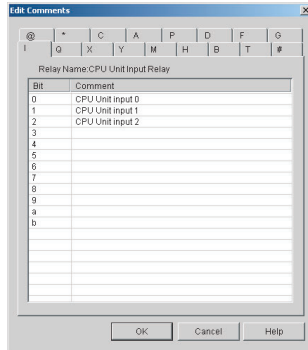 Edit Comments
@ * C A P D F G
I Q X Y M H B T #
Relay Name:CPU Unit Input Relay
Bit Comment
0 CPU Unit input 0
1 CPU Unit input 1
2 CPU Unit input 2
3
4
5
6
7
8
9
a
b
OK Cancel Help